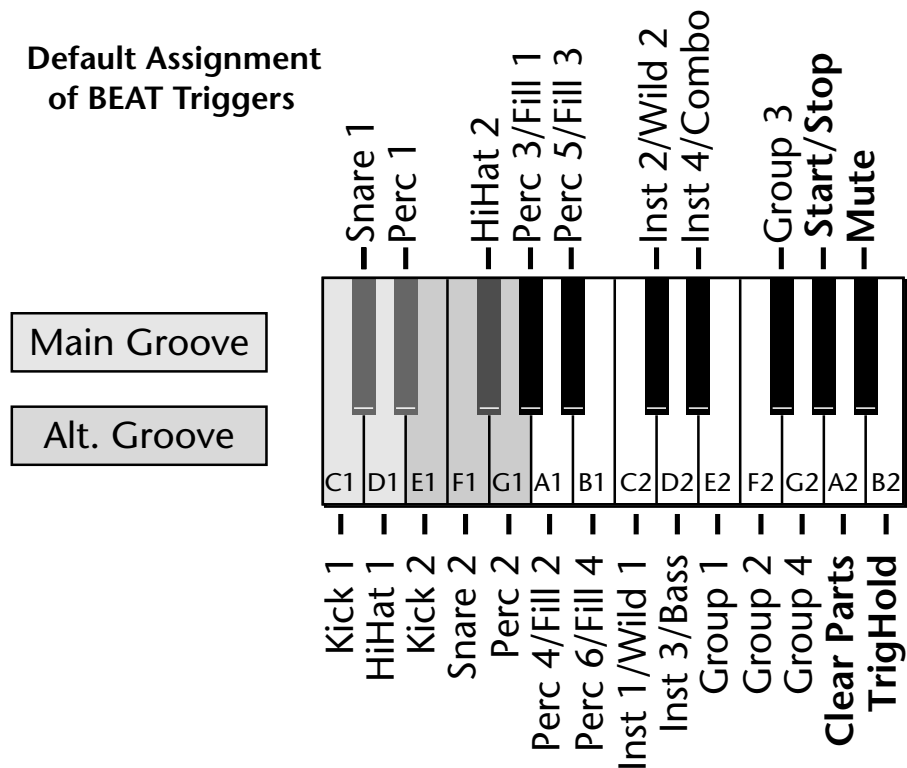 Default Assignment
of BEAT Triggers
Snare 1
Perc 1
HiHat 2
Perc 3/Fill 1
Perc 5/Fill 3
Inst 2/Wild 2
Inst 4/Combo
Group 3
Start/Stop
Mute
Main Groove
Alt. Groove
C1 D1 E1 F1 G1 A1 B1 C2 D2 E2 F2 G2 A2 B2
Kick 1
HiHat 1
Kick 2
Snare 2
Perc 2
Perc 4/Fill 2
Perc 6/Fill 4
Inst 1/Wild 1
Inst 3/Bass
Group 1
Group 2
Group 4
Clear Parts
TrigHold